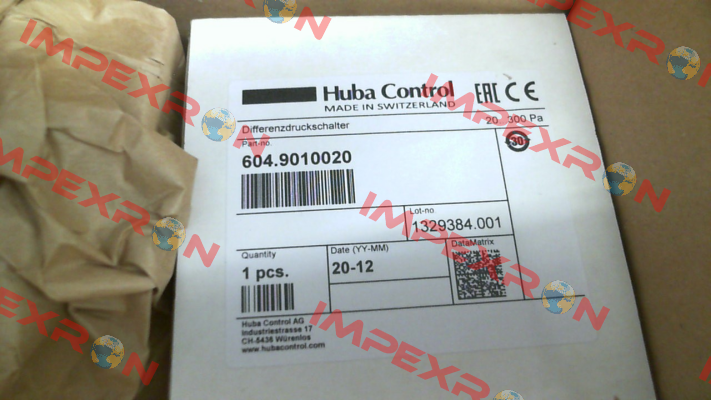 Huba Control
MADE IN SWITZERLAND
EAC CE
Differenzdruckschalter
20 300 Pa
Part-no.
604.9010020
30
Lot-no
1329384.001
Quantity
1 pcs.
Date (YY-MM)
20-12
DataMatrix
Huba Control AG
Industriestrasse 17
CH-5436 Würenlos
www.hubacontrol.com
IMPEXRON
IMPEXRON
IMPEXRON
IMPEXRON
IMPEXRON
IMPEXRON